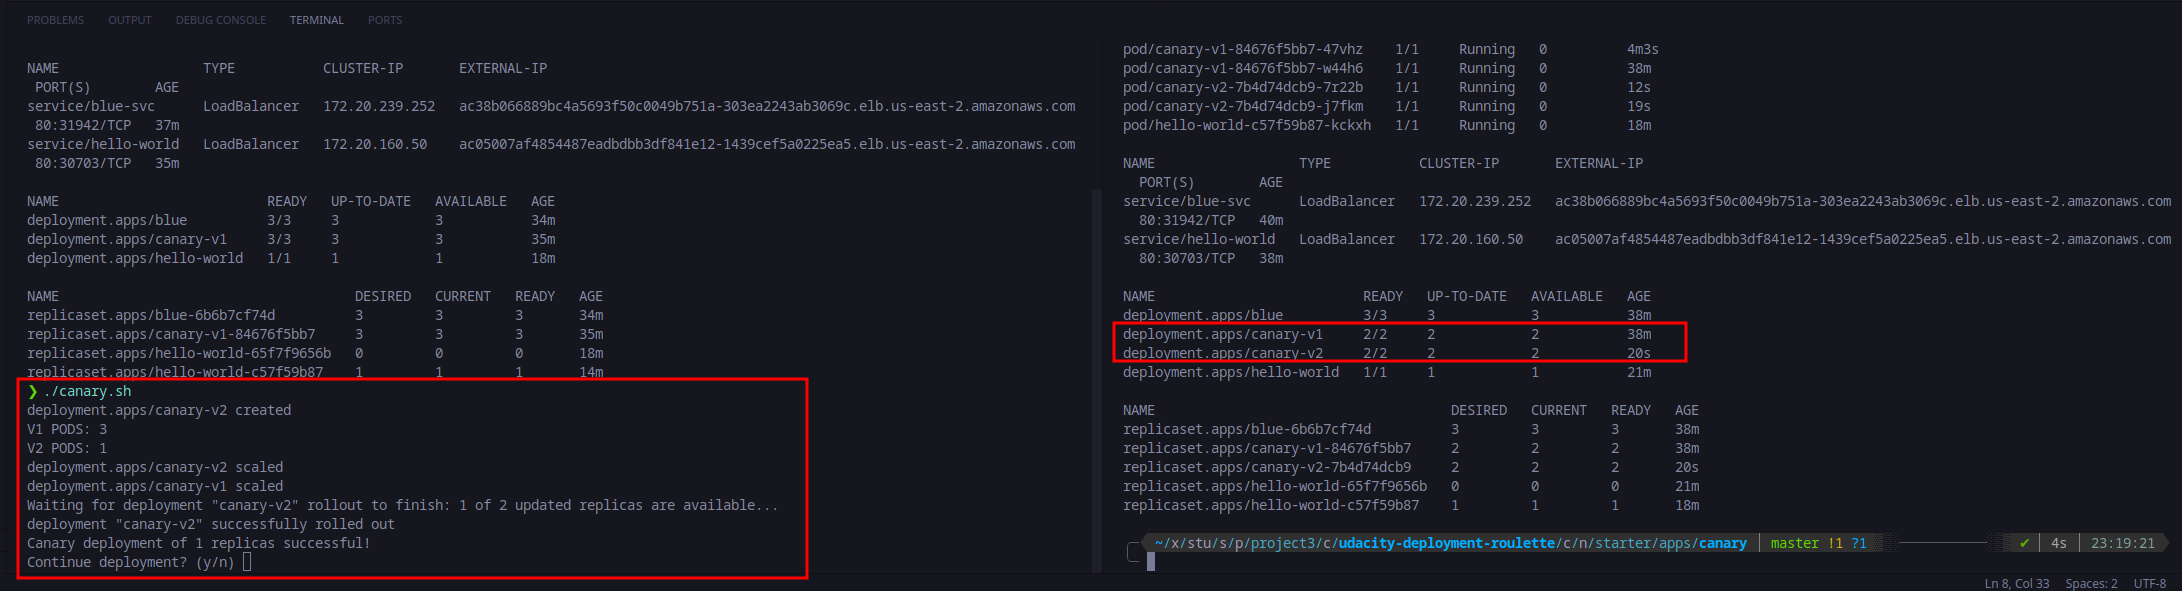 PROBLEMS OUTPUT DEBUG CONSOLE TERMINAL PORTS
NAME TYPE CLUSTER-IP EXTERNAL-IP
PORT(S) AGE
service/blue-svc LoadBalancer 172.20.239.252 ac38b066889bc4a5693f50c0049b751a-303ea2243ab3069c.elb.us-east-2.amazonaws.com
80:31942/TCP 37m
service/hello-world LoadBalancer 172.20.160.50 ac05007af4854487eadbdbb3df841e12-1439cef5a0225ea5.elb.us-east-2.amazonaws.com
80:30703/TCP 35m
NAME READY UP-TO-DATE AVAILABLE AGE
deployment.apps/blue 3/3 3 3 34m
deployment.apps/canary-v1 3/3 3 3 35m
deployment.apps/hello-world 1/1 1 1 18m
NAME DESIRED CURRENT READY AGE
replicaset.apps/blue-6b6b7cf74d 3 3 3 34m
replicaset.apps/canary-v1-84676f5bb7 3 3 3 35m
replicaset.apps/hello-world-65f7f9656b 0 0 0 18m
replicaset.apps/hello-world-c57f59b87 1 1 1 14m
❯ ./canary.sh
deployment.apps/canary-v2 created
V1 PODS: 3
V2 PODS: 1
deployment.apps/canary-v2 scaled
deployment.apps/canary-v1 scaled
Waiting for deployment "canary-v2" rollout to finish: 1 of 2 updated replicas are available...
deployment "canary-v2" successfully rolled out
Canary deployment of 1 replicas successful!
Continue deployment? (y/n)
pod/canary-v1-84676f5bb7-47vhz 1/1 Running 0 4m3s
pod/canary-v1-84676f5bb7-w44h6 1/1 Running 0 38m
pod/canary-v2-7b4d74dcb9-7r22b 1/1 Running 0 12s
pod/canary-v2-7b4d74dcb9-j7fkm 1/1 Running 0 19s
pod/hello-world-c57f59b87-kckxh 1/1 Running 0 18m
NAME TYPE CLUSTER-IP EXTERNAL-IP
PORT(S) AGE
service/blue-svc LoadBalancer 172.20.239.252 ac38b066889bc4a5693f50c0049b751a-303ea2243ab3069c.elb.us-east-2.amazonaws.com
80:31942/TCP 40m
service/hello-world LoadBalancer 172.20.160.50 ac05007af4854487eadbdbb3df841e12-1439cef5a0225ea5.elb.us-east-2.amazonaws.com
80:30703/TCP 38m
NAME READY UP-TO-DATE AVAILABLE AGE
deployment.apps/blue 3/3 3 3 38m
deployment.apps/canary-v1 2/2 2 2 38m
deployment.apps/canary-v2 2/2 2 2 20s
deployment.apps/hello-world 1/1 1 1 21m
NAME DESIRED CURRENT READY AGE
replicaset.apps/blue-6b6b7cf74d 3 3 3 38m
replicaset.apps/canary-v1-84676f5bb7 2 2 2 38m
replicaset.apps/canary-v2-7b4d74dcb9 2 2 2 20s
replicaset.apps/hello-world-65f7f9656b 0 0 0 21m
replicaset.apps/hello-world-c57f59b87 1 1 1 18m
~/x/stu/s/p/project3/c/udacity-deployment-roulette/c/n/starter/apps/canary master !1 ?1 ✔ 4s 23:19:21
Ln 8, Col 33 Spaces: 2 UTF-8